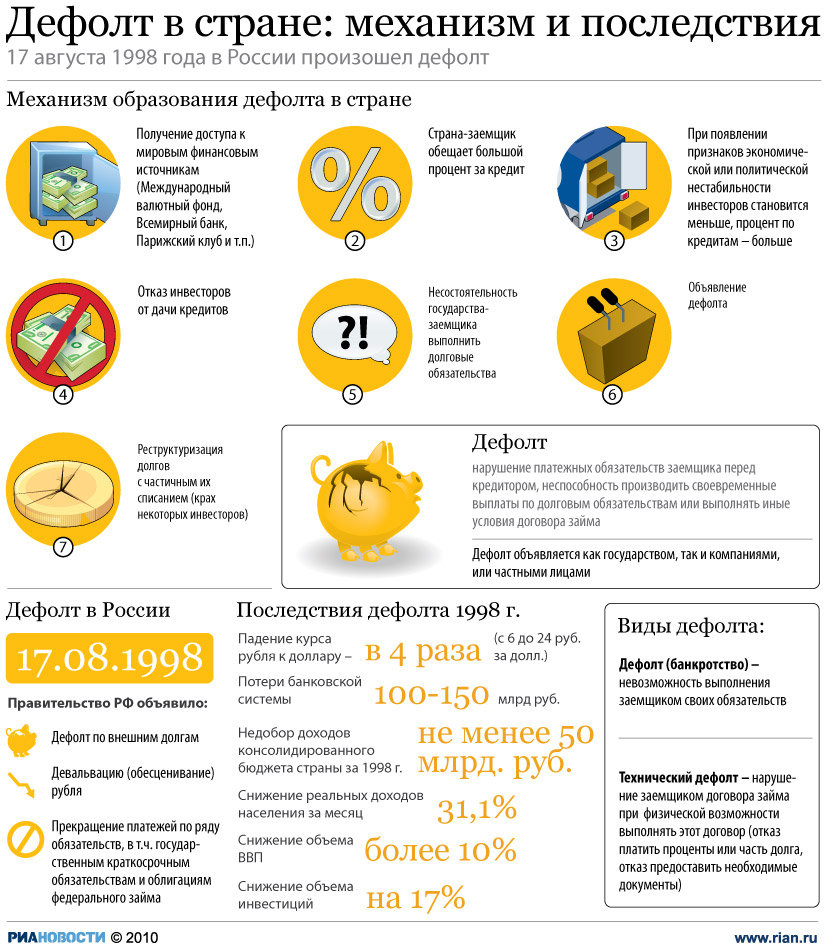 Дефолт в стране: механизм и последствия
17 августа 1998 года в России произошел дефолт
Механизм образования дефолта в стране
Получение доступа к
мировым финансовым
источникам
(Международный
валютный фонд,
Всемирный банк,
Парижский клуб и т.п.)
1
Страна-заемщик
обещает большой
процент за кредит
%
2
При появлении
признаков экономиче-
ской или политической
нестабильности
инвесторов становится
меньше, процент по
кредитам – больше
3
Отказ инвесторов
от дачи кредитов
4
Несостоятельность
государства-
заемщика
выполнить
долговые
обязательства
?!
5
Объявление
дефолта
6
Реструктуризация
долгов
с частичным их
списанием (крах
некоторых инвесторов)
7
Дефолт
нарушение платежных обязательств заемщика перед
кредитором, неспособность производить своевременные
выплаты по долговым обязательствам или выполнять иные
условия договора займа
Дефолт объявляется как государством, так и компаниями,
или частными лицами
Дефолт в России
17.08.1998
Правительство РФ объявило:
Дефолт по внешним долгам
Девальвацию (обесценивание)
рубля
Прекращение платежей по ряду
обязательств, в т.ч. государ-
ственным краткосрочным
обязательствам и облигациям
федерального займа
Последствия дефолта 1998 г.
Падение курса
рубля к доллару –
в 4 раза
(с 6 до 24 руб.
за долл.)
Потери банковской
системы
100-150 млрд руб.
Недобор доходов
консолидированного
бюджета страны за 1998 г.
не менее 50
млрд. руб.
Снижение реальных доходов
населения за месяц
31,1%
Снижение объема
ВВП
более 10%
Снижение объема
инвестиций
на 17%
Виды дефолта:
Дефолт (банкротство) –
невозможность выполнения
заемщиком своих обязательств
Технический дефолт – наруше-
ние заемщиком договора займа
при физической возможности
выполнять этот договор (отказ
платить проценты или часть долга,
отказ предоставить необходимые
документы)
РИАНОВОСТИ © 2010
www.rian.ru